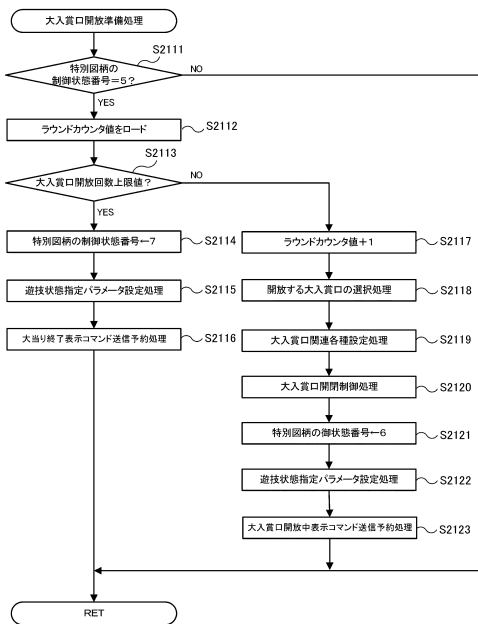 大入賞口開放準備処理
特別図柄の
制御状態番号＝5？
S2111
NO
YES
ラウンドカウンタ値をロード
S2112
大入賞口開放回数上限値？
S2113
NO
YES
特別図柄の制御状態番号←7
S2114
遊技状態指定パラメータ設定処理
S2115
大当り終了表示コマンド送信予約処理
S2116
ラウンドカウンタ値＋1
S2117
開放する大入賞口の選択処理
S2118
大入賞口関連各種設定処理
S2119
大入賞口開閉制御処理
S2120
特別図柄の御状態番号←6
S2121
遊技状態指定パラメータ設定処理
S2122
大入賞口開放中表示コマンド送信予約処理
S2123
RET